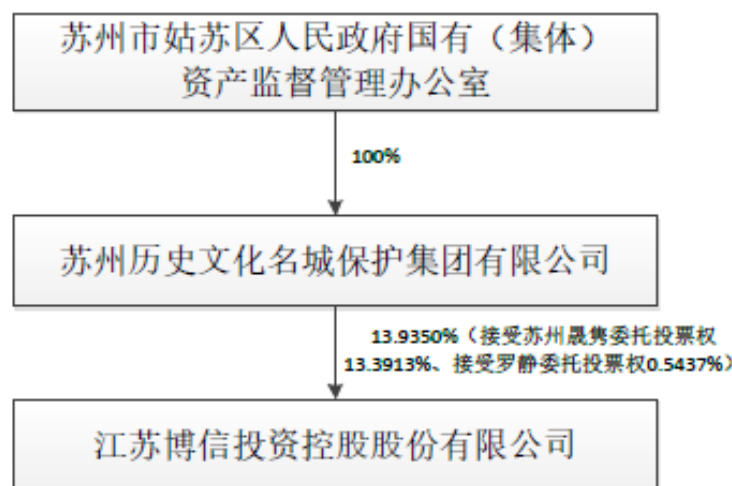 苏州市姑苏区人民政府国有（集体）
资产监督管理办公室
100%
苏州历史文化名城保护集团有限公司
13.9350%（接受苏州晟隽委托投票权
13.3913%、接受罗静委托投票权0.5437%）
江苏博信投资控股股份有限公司